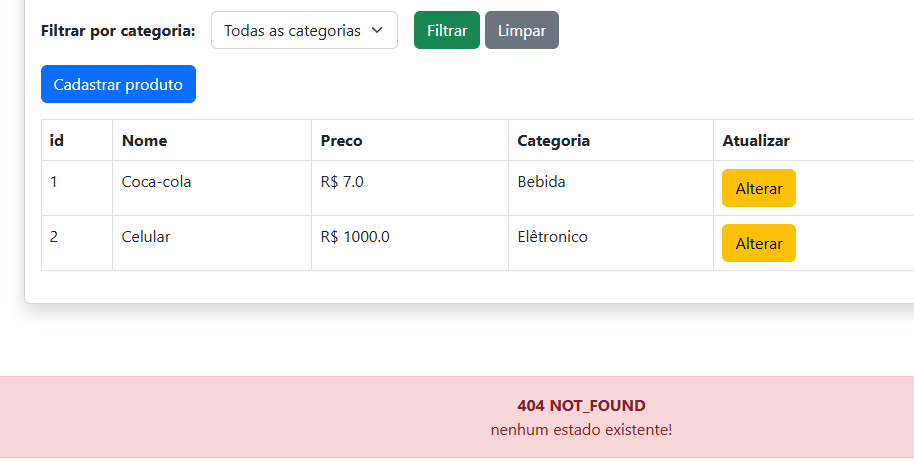 Filtrar por categoria: Todas as categorias Filtrar Limpar
Cadastrar produto
id Nome Preco Categoria Atualizar
1 Coca-cola R$ 7.0 Bebida Alterar
2 Celular R$ 1000.0 Elêtronico Alterar
404 NOT_FOUND
nenhum estado existente!